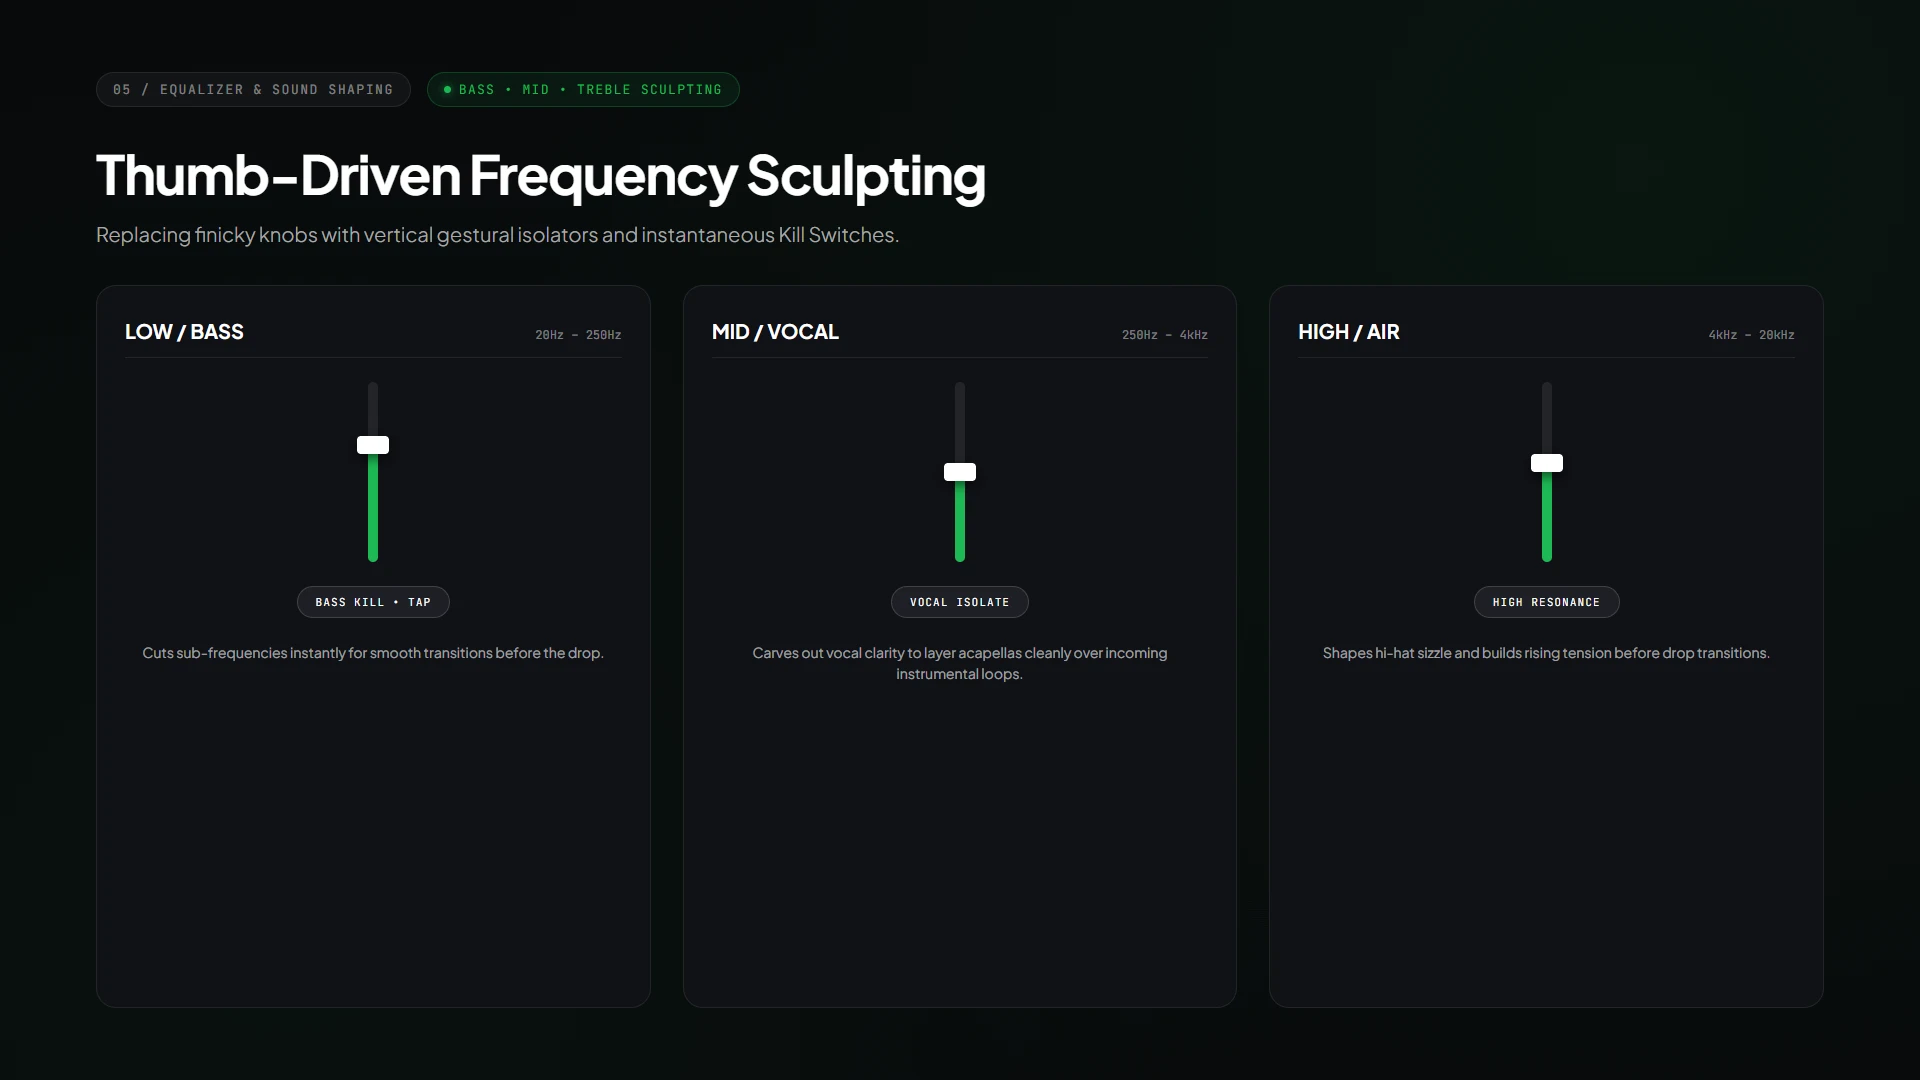 05 / EQUALIZER & SOUND SHAPING
BASS • MID • TREBLE SCULPTING
Thumb-Driven Frequency Sculpting
Replacing finicky knobs with vertical gestural isolators and instantaneous Kill Switches.
LOW / BASS
20Hz – 250Hz
BASS KILL • TAP
Cuts sub-frequencies instantly for smooth transitions before the drop.
MID / VOCAL
250Hz – 4kHz
VOCAL ISOLATE
Carves out vocal clarity to layer acapellas cleanly over incoming
instrumental loops.
HIGH / AIR
4kHz – 20kHz
HIGH RESONANCE
Shapes hi-hat sizzle and builds rising tension before drop transitions.